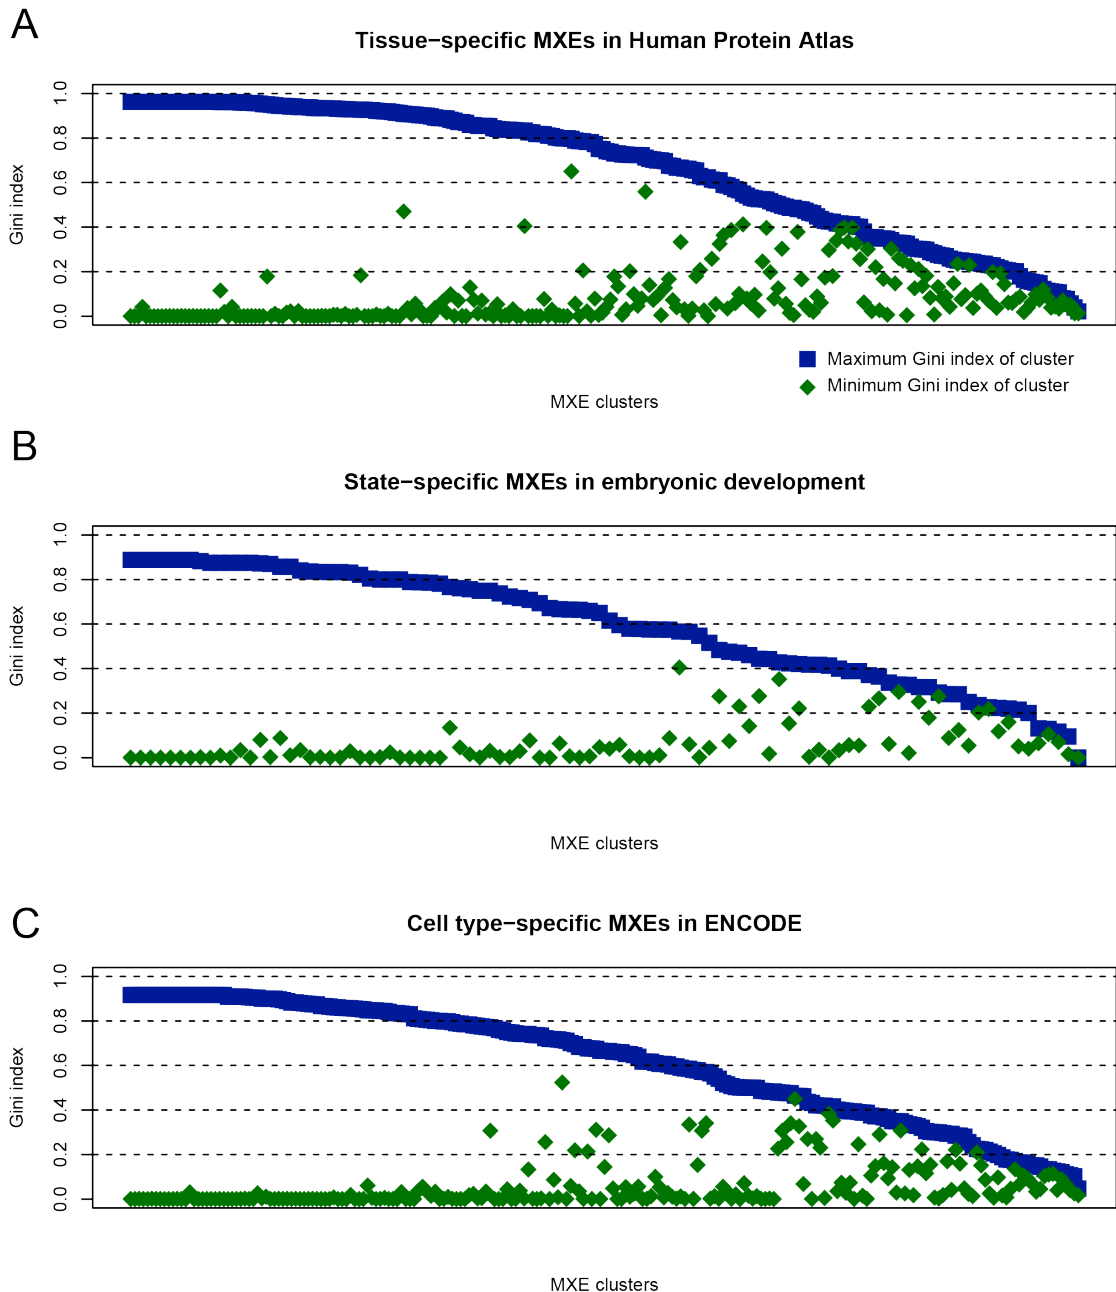 A
Tissue−specific MXEs in Human Protein Atlas
1.0
0.8
0.6
0.4
0.2
0.0
Gini index
Maximum Gini index of cluster
Minimum Gini index of cluster
MXE clusters
B
State−specific MXEs in embryonic development
1.0
0.8
0.6
0.4
0.2
0.0
Gini index
MXE clusters
C
Cell type−specific MXEs in ENCODE
1.0
0.8
0.6
0.4
0.2
0.0
Gini index
MXE clusters